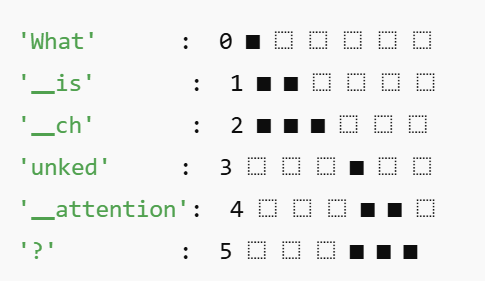 'What' : 0 ■ ⬚ ⬚ ⬚ ⬚ ⬚
'__is' : 1 ■ ■ ⬚ ⬚ ⬚ ⬚
'__ch' : 2 ■ ■ ■ ⬚ ⬚ ⬚
'unked' : 3 ⬚ ⬚ ⬚ ■ ⬚ ⬚
'__attention': 4 ⬚ ⬚ ⬚ ■ ■ ⬚
'?' : 5 ⬚ ⬚ ⬚ ■ ■ ■